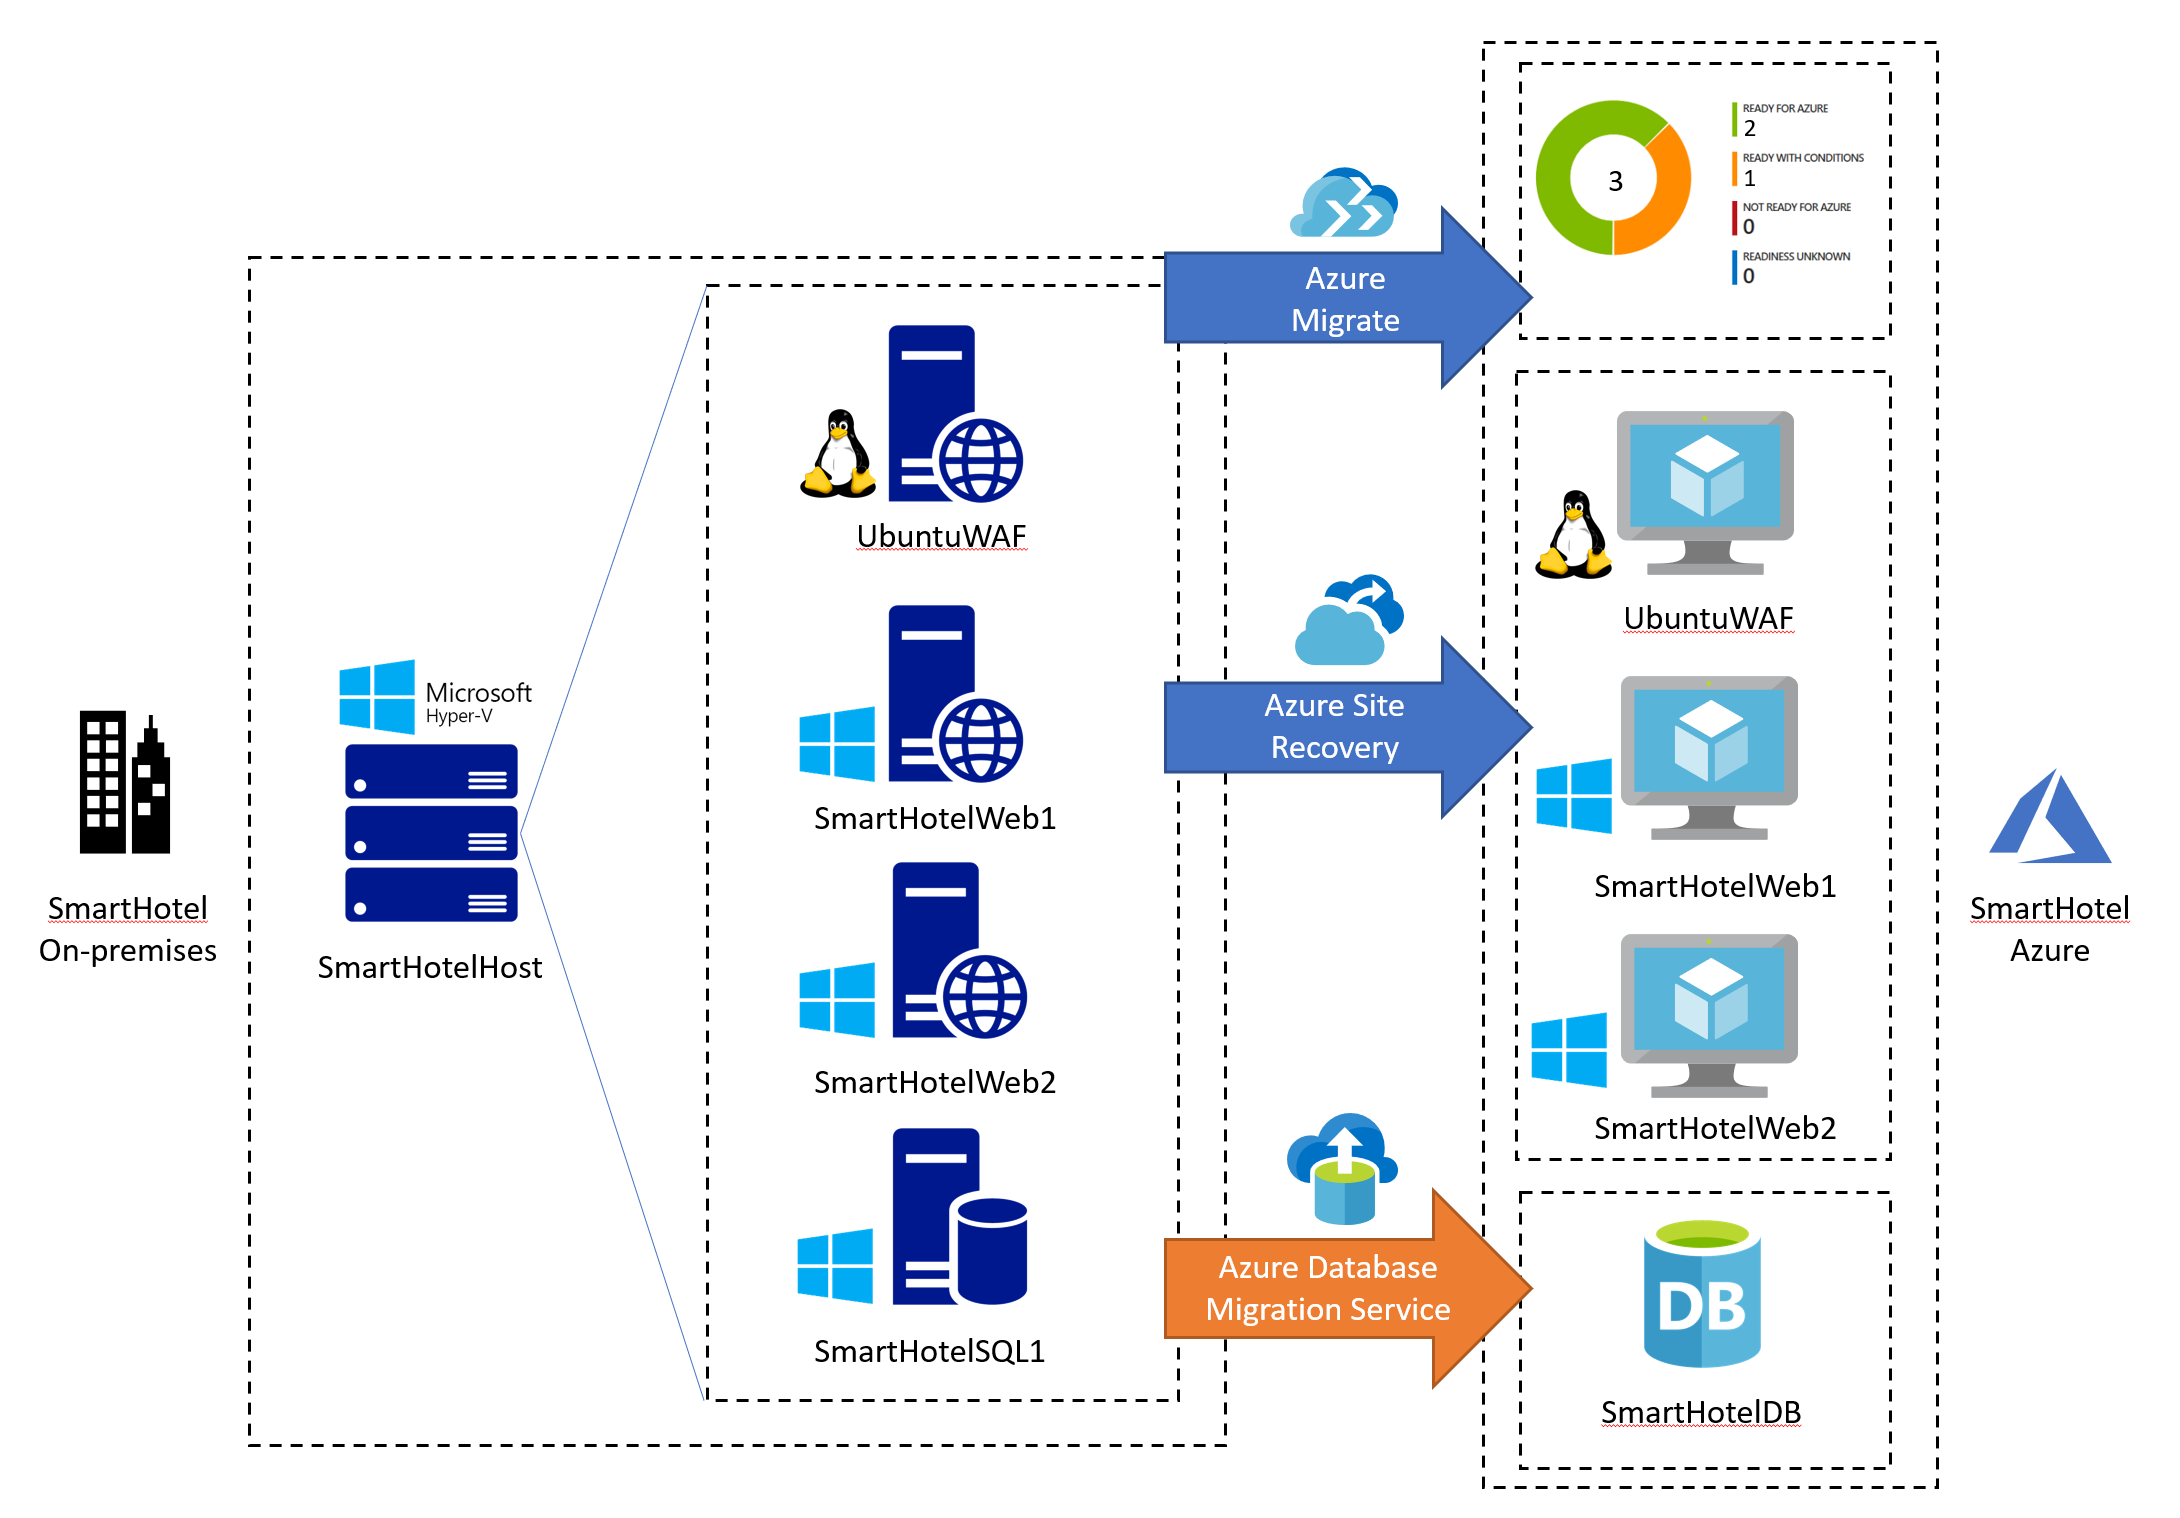 SmartHotel
On-premises
Microsoft
Hyper-V
SmartHotelHost
UbuntuWAF
SmartHotelWeb1
SmartHotelWeb2
SmartHotelSQL1
Azure
Migrate
Azure Site
Recovery
Azure Database
Migration Service
3
READY FOR AZURE
2
READY WITH CONDITIONS
1
NOT READY FOR AZURE
0
READINESS UNKNOWN
0
UbuntuWAF
SmartHotelWeb1
SmartHotelWeb2
DB
SmartHotelDB
SmartHotel
Azure